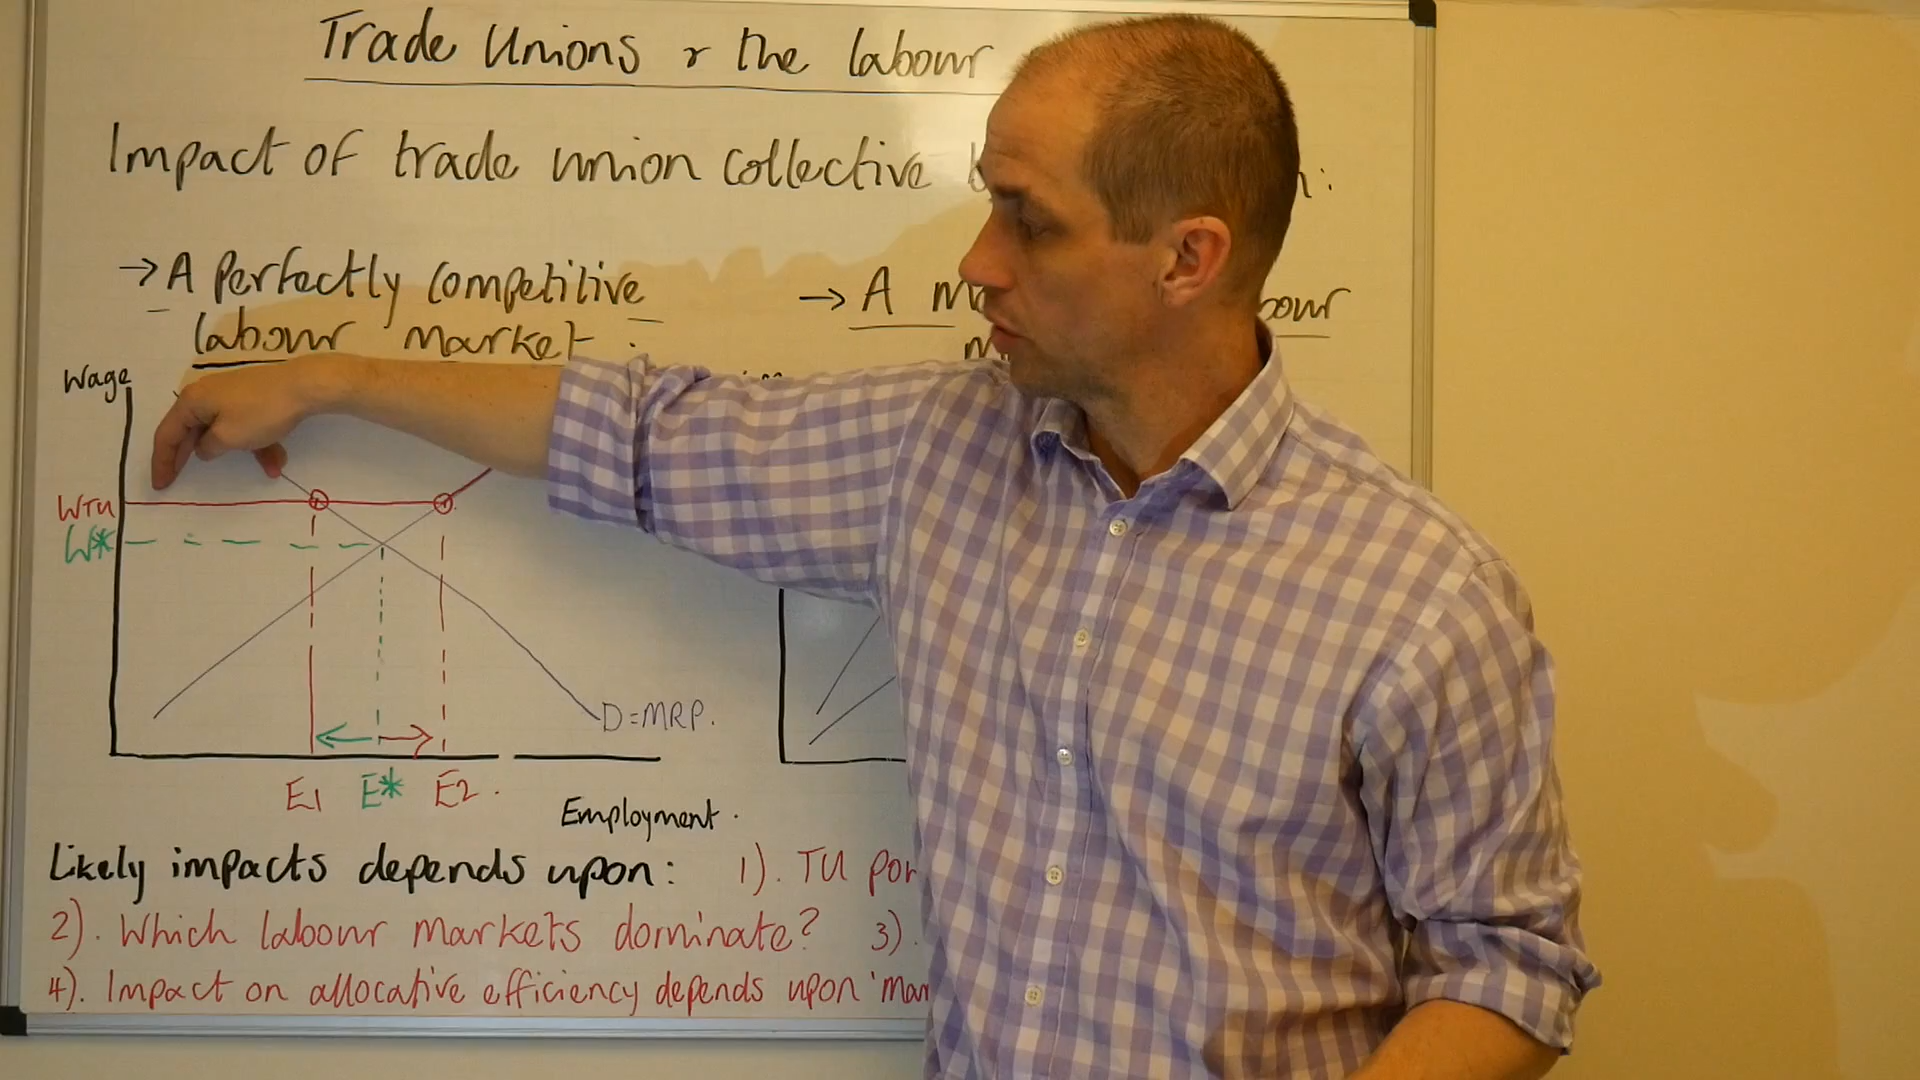 Trade Unions & the labour
Impact of trade union collective
→ A perfectly competitive
labour market :
→ A
Wage
WTU
W*
D=MRP.
E1 E* E2 .
Employment .
Likely impacts depends upon: 1). TU
2). Which labour markets dominate? 3).
4). Impact on allocative efficiency depends upon